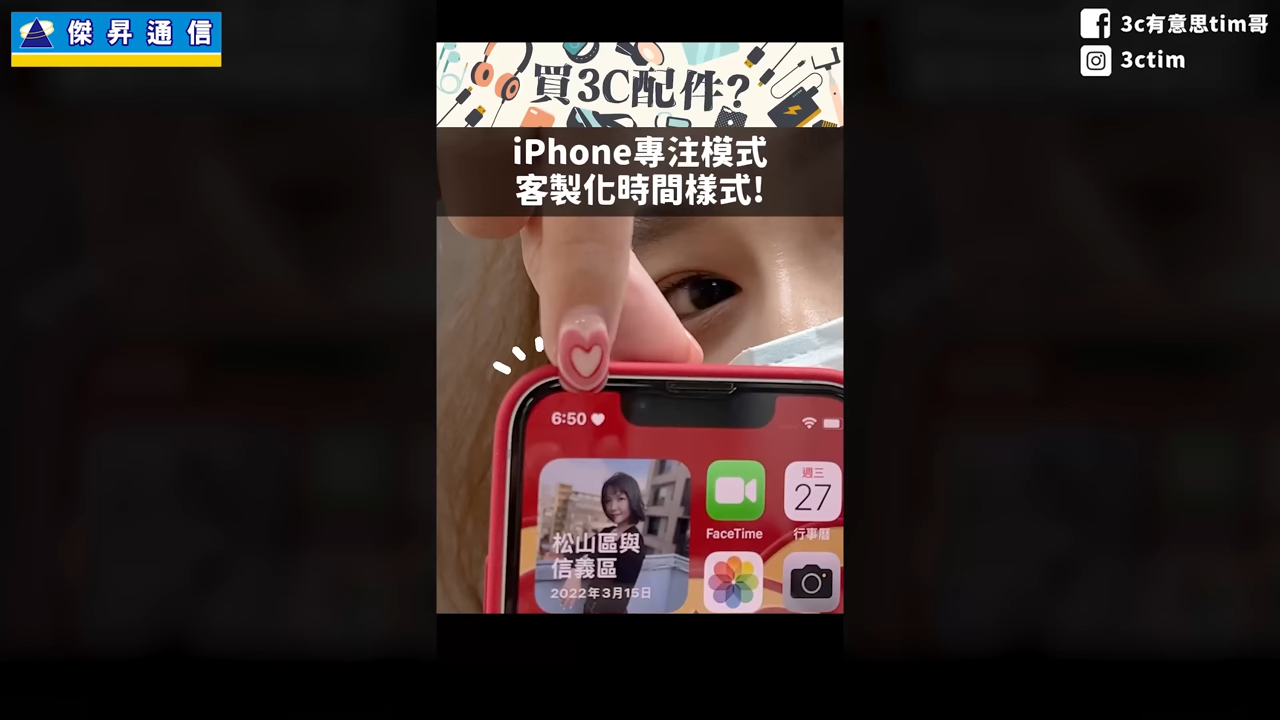 傑昇通信
3c有意思tim哥
3ctim
買3C配件?
iPhone專注模式
客製化時間樣式!
6:50
週三
27
FaceTime
行事曆
松山區與
信義區
2022年3月15日